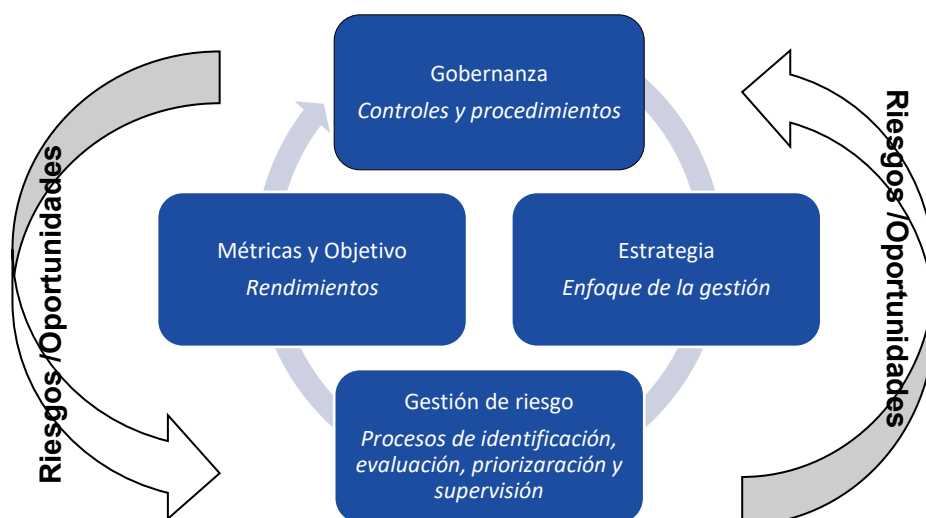 Gobernanza
Controles y procedimientos
Riesgos /Oportunidades
Métricas y Objetivo
Rendimientos
Estrategia
Enfoque de la gestión
Riesgos /Oportunidades
Gestión de riesgo
Procesos de identificación,
evaluación, priorizaración y
supervisión